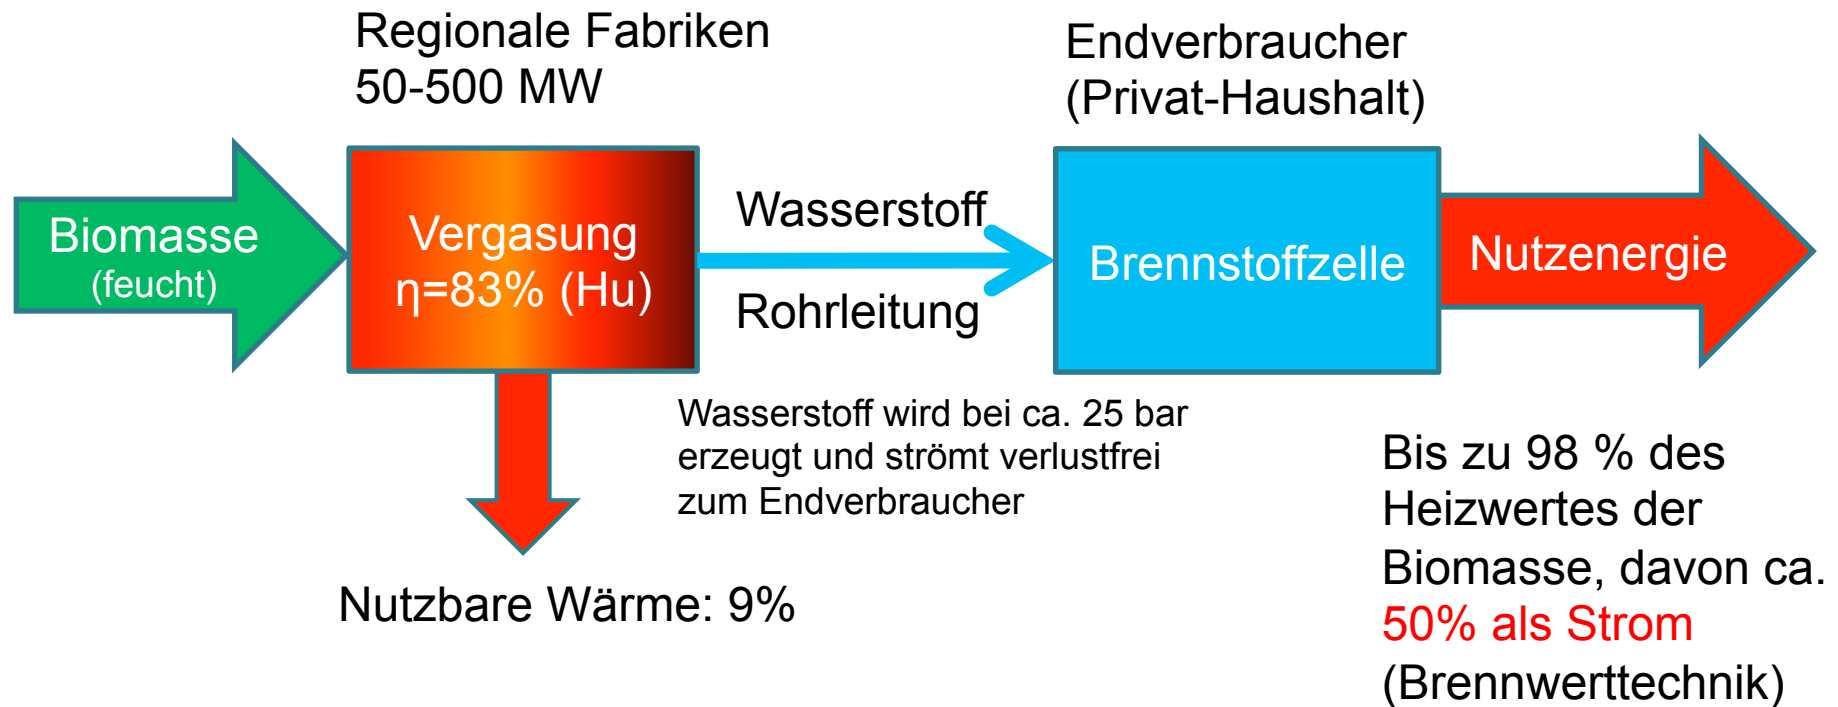 Regionale Fabriken
50-500 MW
Endverbraucher
(Privat-Haushalt)
Biomasse
(feucht)
Vergasung
η=83% (Hu)
Wasserstoff
Rohrleitung
Brennstoffzelle
Nutzenergie
Wasserstoff wird bei ca. 25 bar
erzeugt und strömt verlustfrei
zum Endverbraucher
Nutzbare Wärme: 9%
Bis zu 98 % des
Heizwertes der
Biomasse, davon ca.
50% als Strom
(Brennwerttechnik)